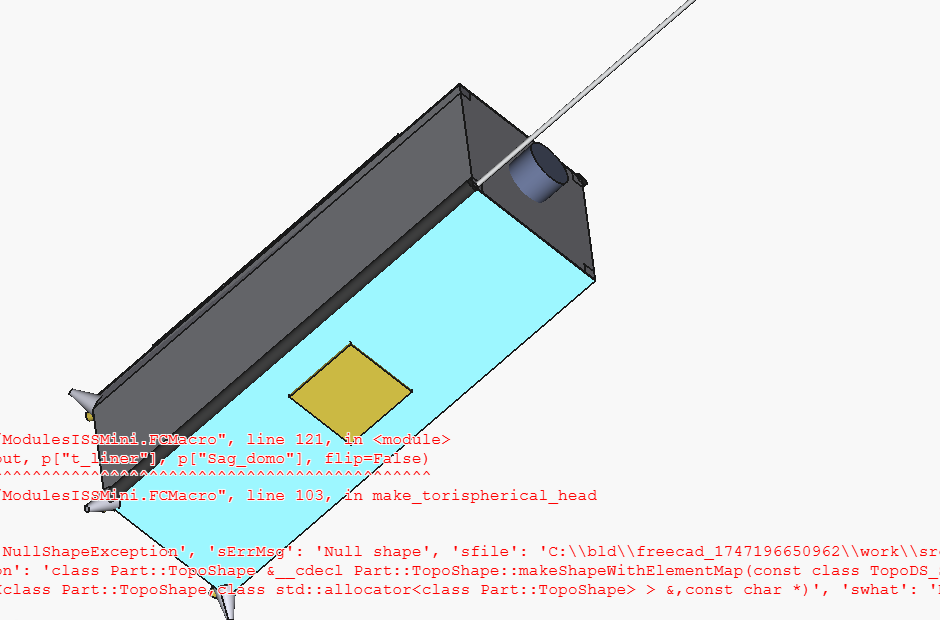 ModulesISSMini.FCMacro", line 121, in <module>
out, p["t_liner"], p["Sag_domo"], flip=False)
^^^^^^^^^^^^^^^^^^^^^^^^^^^^^^^^^^^^^^^^^^^^^^
ModulesISSMini.FCMacro", line 103, in make_torispherical_head
NullShapeException', 'sErrMsg': 'Null shape', 'sfile': 'C:\\bld\\freecad_1747196650962\\work\\src
on': 'class Part::TopoShape &__cdecl Part::TopoShape::makeShapeWithElementMap(const class TopoDS_
class Part::TopoShape,class std::allocator<class Part::TopoShape> > &,const char *)', 'swhat': '